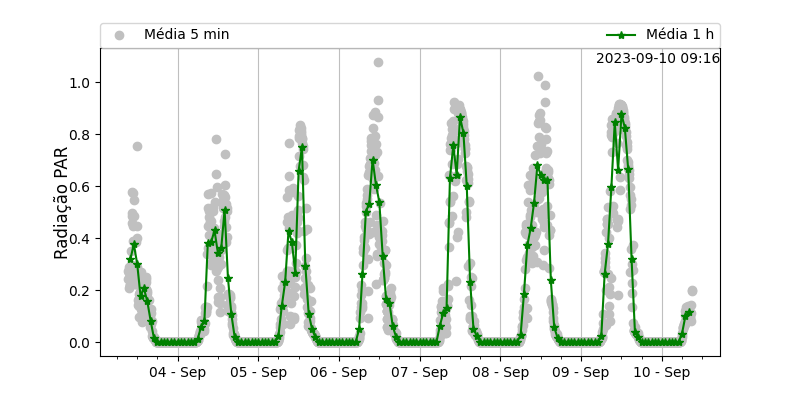 Média 5 min
Média 1 h
2023-09-10 09:16
Radiação PAR
1.0
0.8
0.6
0.4
0.2
0.0
04 - Sep
05 - Sep
06 - Sep
07 - Sep
08 - Sep
09 - Sep
10 - Sep